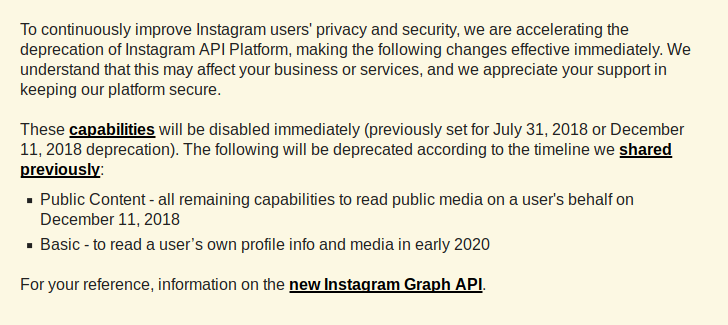 To continuously improve Instagram users' privacy and security, we are accelerating the
deprecation of Instagram API Platform, making the following changes effective immediately. We
understand that this may affect your business or services, and we appreciate your support in
keeping our platform secure.
These capabilities will be disabled immediately (previously set for July 31, 2018 or December
11, 2018 deprecation). The following will be deprecated according to the timeline we shared
previously:
▪ Public Content - all remaining capabilities to read public media on a user's behalf on
December 11, 2018
▪ Basic - to read a user’s own profile info and media in early 2020
For your reference, information on the new Instagram Graph API.